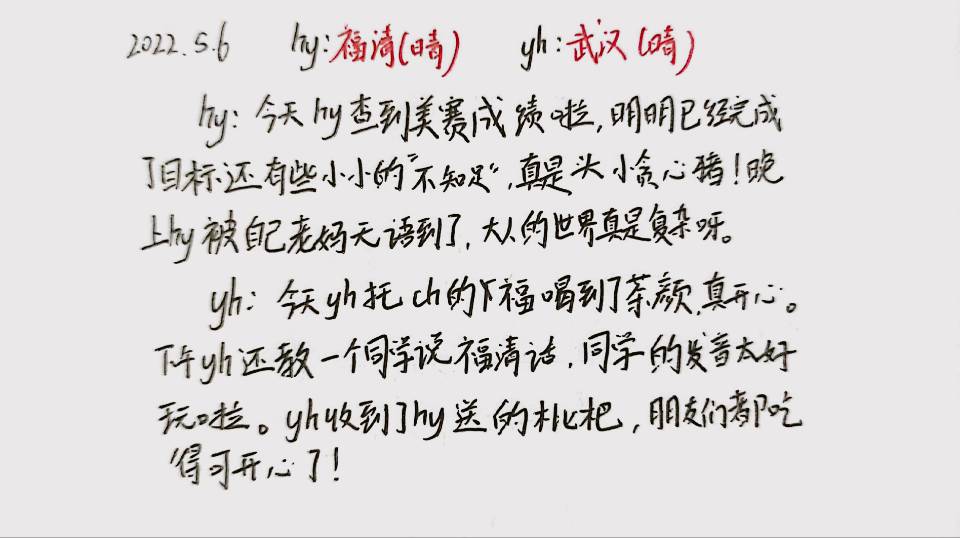 2022.5.6 hy:福清(晴) yh:武汉(晴)
hy:今天hy查到美赛成绩啦,明明已经完成
了目标还有些小小的“不知足”,真是头小贪心猪!晚
上hy被自己老妈无语到了,大人的世界真是复杂呀。
yh:今天yh托ch的福喝到了茶颜,真开心。
下午yh还教一个同学说福清话,同学的发音太好
玩啦。yh收到了hy送的枇杷,朋友们都吃
得可开心了!